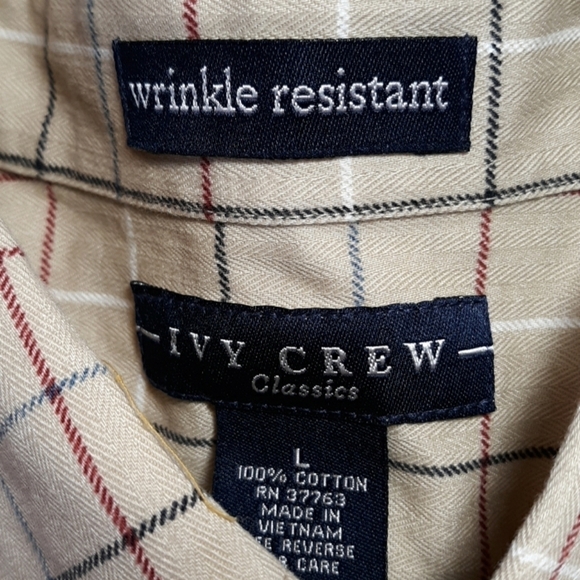 wrinkle resistant
IVY CREW
Classics
L
100% COTTON
RN 37763
MADE IN
VIETNAM
REVERSE
CARE